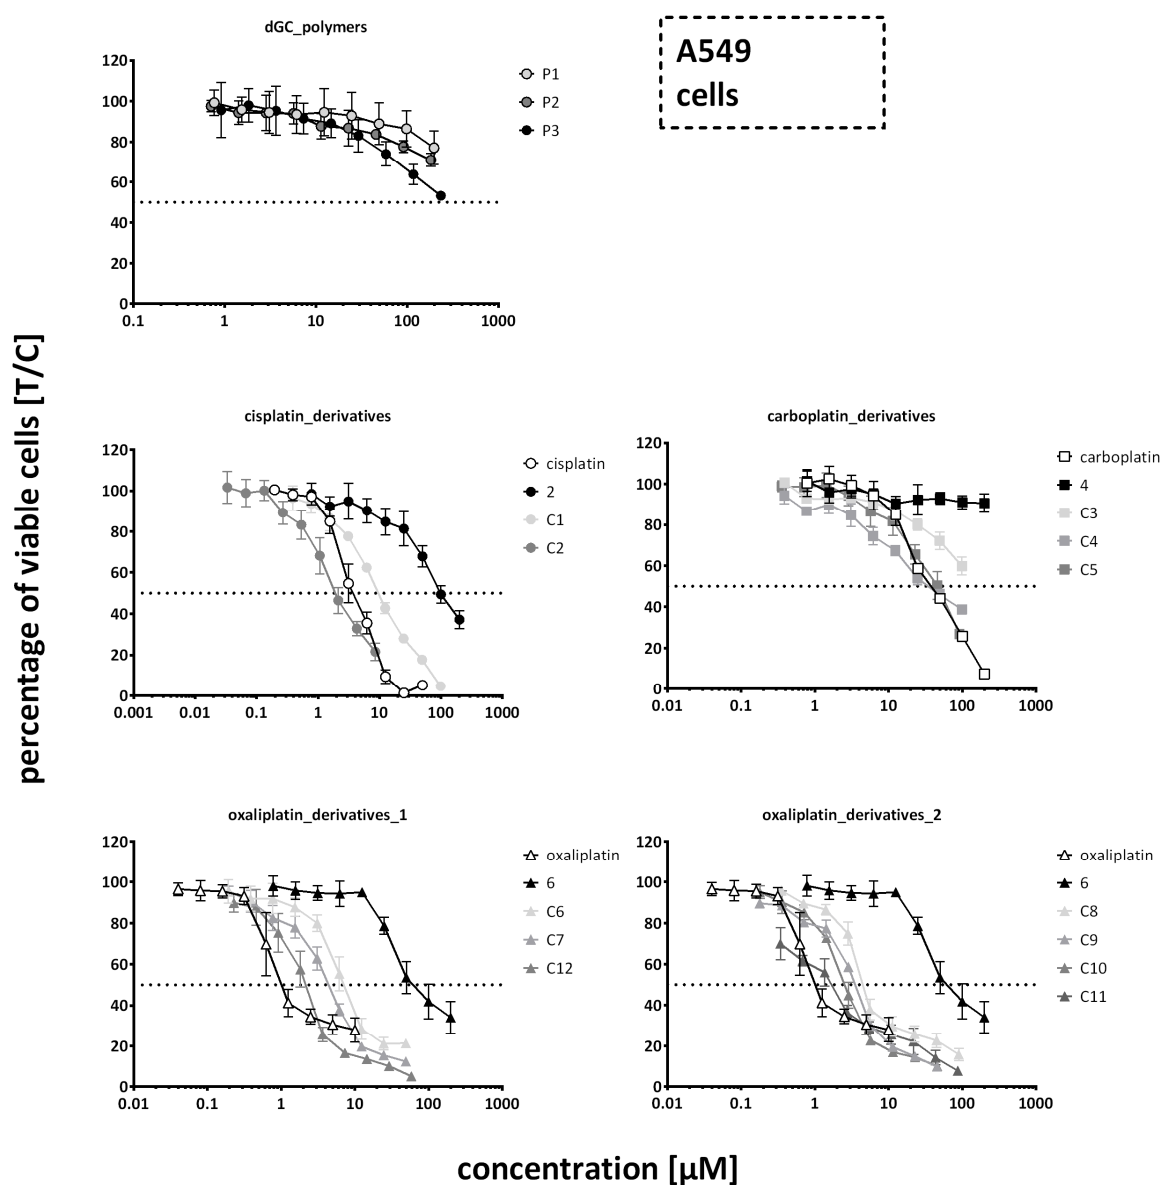 dGC_polymers
A549
cells
120
100
80
60
40
20
0
0.1 1 10 100 1000
P1
P2
P3
percentage of viable cells [T/C]
cisplatin_derivatives
120
100
80
60
40
20
0
0.001 0.01 0.1 1 10 100 1000
cisplatin
2
C1
C2
carboplatin_derivatives
120
100
80
60
40
20
0
0.01 0.1 1 10 100 1000
carboplatin
4
C3
C4
C5
oxaliplatin_derivatives_1
120
100
80
60
40
20
0
0.01 0.1 1 10 100 1000
oxaliplatin
6
C6
C7
C12
oxaliplatin_derivatives_2
120
100
80
60
40
20
0
0.01 0.1 1 10 100 1000
oxaliplatin
6
C8
C9
C10
C11
concentration [µM]